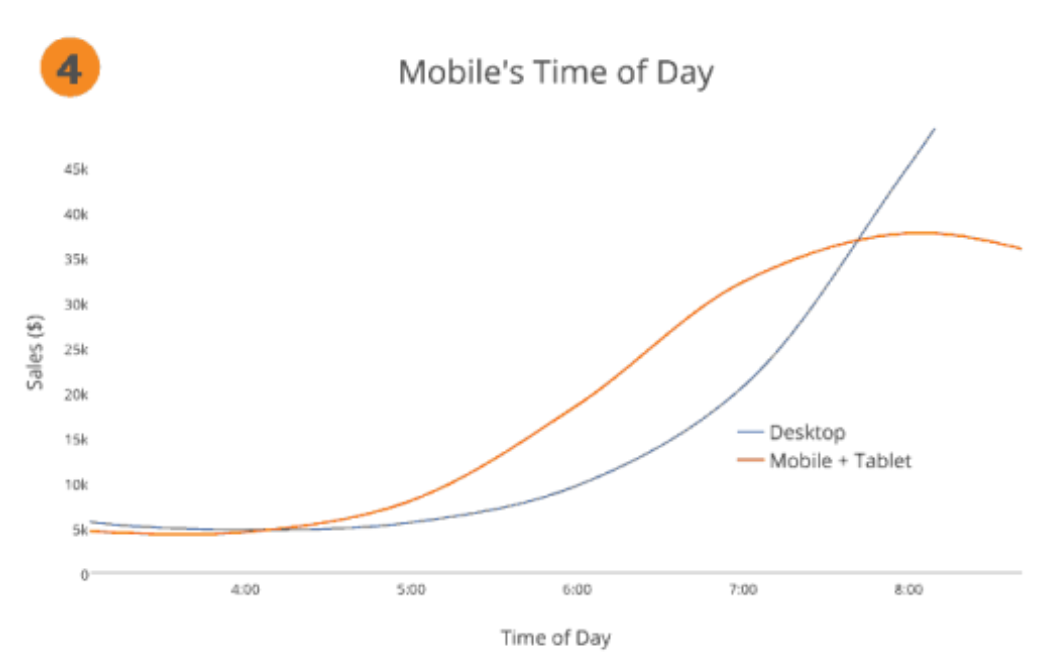 4
Mobile's Time of Day
45k
40k
35k
30k
25k
20k
15k
10k
5k
0
Sales ($)
Desktop
Mobile + Tablet
4:00 5:00 6:00 7:00 8:00
Time of Day